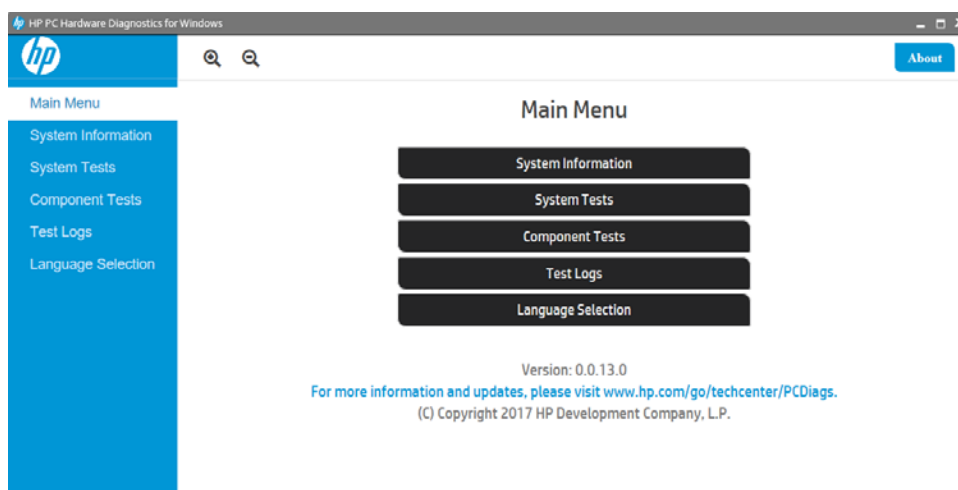 HP PC Hardware Diagnostics for Windows
hp
About
Main Menu
System Information
System Tests
Component Tests
Test Logs
Language Selection
Main Menu
System Information
System Tests
Component Tests
Test Logs
Language Selection
Version: 0.0.13.0
For more information and updates, please visit www.hp.com/go/techcenter/PCDiags.
(C) Copyright 2017 HP Development Company, L.P.